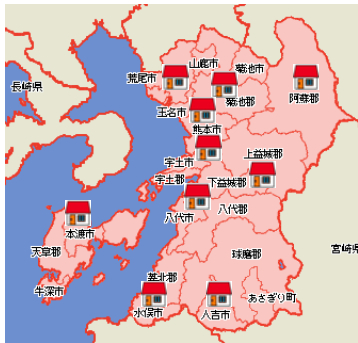 山鹿市
菊池市
荒尾市
長崎県
菊池郡
阿蘇郡
玉名市
熊本市
宇土市
上益城郡
宇土郡
下益城郡
八代市
八代郡
本渡市
天草郡
球磨郡
宮崎県
葦北郡
牛深市
あさぎり町
水俣市
人吉市